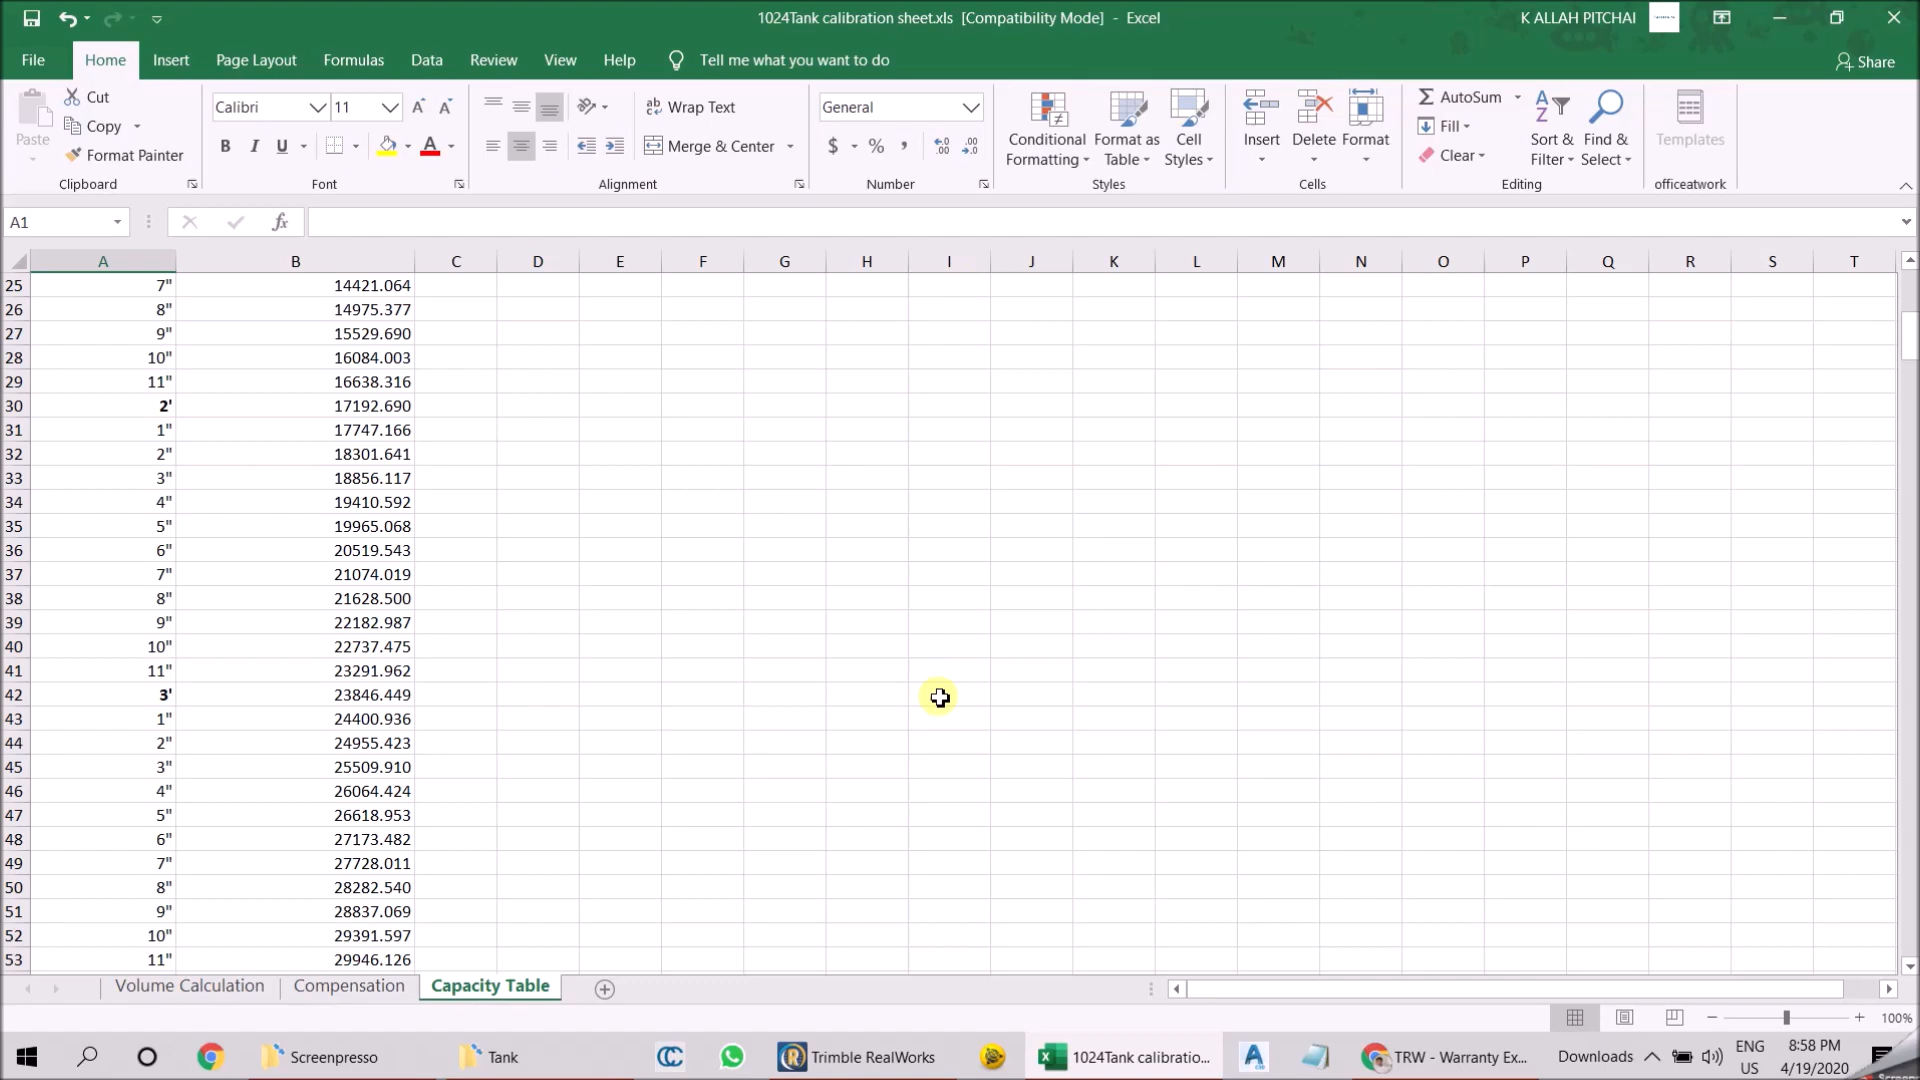 1024Tank calibration sheet.xls [Compatibility Mode] - Excel
K ALLAH PITCHAI
File Home Insert Page Layout Formulas Data Review View Help Tell me what you want to do Share
Paste
Cut
Copy
Format Painter
Clipboard
Calibri 11
B I U A
Font
Wrap Text
Merge & Center
Alignment
General
$ % ,
Number
Conditional Formatting
Format as Table
Cell Styles
Styles
Insert Delete Format
Cells
AutoSum
Fill
Clear
Sort & Filter
Find & Select
Editing
Templates
officeatwork
A1 fx
A B C D E F G H I J K L M N O P Q R S T
25 7" 14421.064
26 8" 14975.377
27 9" 15529.690
28 10" 16084.003
29 11" 16638.316
30 2' 17192.690
31 1" 17747.166
32 2" 18301.641
33 3" 18856.117
34 4" 19410.592
35 5" 19965.068
36 6" 20519.543
37 7" 21074.019
38 8" 21628.500
39 9" 22182.987
40 10" 22737.475
41 11" 23291.962
42 3' 23846.449
43 1" 24400.936
44 2" 24955.423
45 3" 25509.910
46 4" 26064.424
47 5" 26618.953
48 6" 27173.482
49 7" 27728.011
50 8" 28282.540
51 9" 28837.069
52 10" 29391.597
53 11" 29946.126
Volume Calculation Compensation Capacity Table
100%
Screenpresso Tank Trimble RealWorks 1024Tank calibratio... TRW - Warranty Ex... Downloads
ENG
US
8:58 PM
4/19/2020